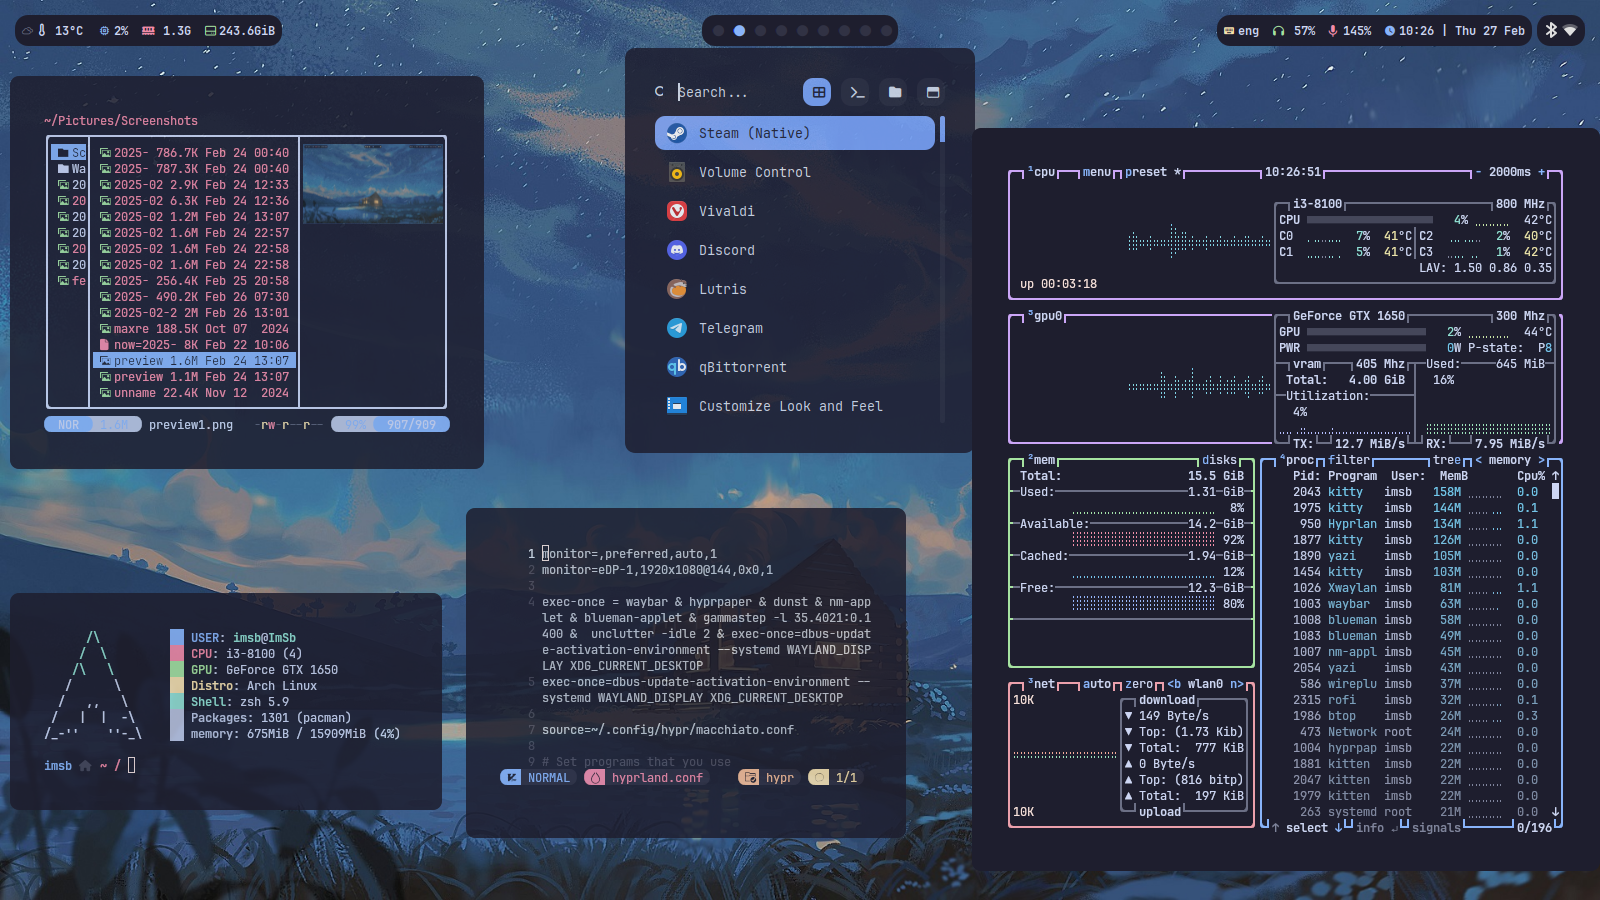 13°C 2% 1.3G 243.6GiB
eng 57% 145% 10:26 | Thu 27 Feb
~/Pictures/Screenshots
Sc 2025- 786.7K Feb 24 00:40
Wa 2025- 787.3K Feb 24 00:40
20 2025-02 2.9K Feb 24 12:33
20 2025-02 6.3K Feb 24 12:36
20 2025-02 1.2M Feb 24 13:07
20 2025-02 1.6M Feb 24 22:57
20 2025-02 1.6M Feb 24 22:58
20 2025-02 1.6M Feb 24 22:58
fe 2025- 256.4K Feb 25 20:58
2025- 490.2K Feb 26 07:30
2025-02-2 2M Feb 26 13:01
maxre 188.5K Oct 07 2024
now=2025- 8K Feb 22 10:06
preview 1.6M Feb 24 13:07
preview 1.1M Feb 24 13:07
unname 22.4K Nov 12 2024
NOR 1.6M preview1.png -rw-r--r-- 99% 907/909
Search...
Steam (Native)
Volume Control
Vivaldi
Discord
Lutris
Telegram
qBittorrent
Customize Look and Feel
/\
/ \
/\ \
/ \
/ ,, \
/ | | -\
/_-'' ''-_\
USER: imsb@ImSb
CPU: i3-8100 (4)
GPU: GeForce GTX 1650
Distro: Arch Linux
Shell: zsh 5.9
Packages: 1301 (pacman)
memory: 675MiB / 15909MiB (4%)
imsb ~ /
1 monitor=,preferred,auto,1
2 monitor=eDP-1,1920x1080@144,0x0,1
3
4 exec-once = waybar & hyprpaper & dunst & nm-app
let & blueman-applet & gammastep -l 35.4021:0.1
400 & unclutter -idle 2 & exec-once=dbus-updat
e-activation-environment --systemd WAYLAND_DISP
LAY XDG_CURRENT_DESKTOP
5 exec-once=dbus-update-activation-environment --
systemd WAYLAND_DISPLAY XDG_CURRENT_DESKTOP
6
7 source=~/.config/hypr/macchiato.conf
8
9 # Set programs that you use
NORMAL hyprland.conf hypr 1/1
¹cpu menu preset * 10:26:51 - 2000ms +
i3-8100 800 MHz
CPU 4% 42°C
C0 7% 41°C C2 2% 40°C
C1 5% 41°C C3 1% 42°C
LAV: 1.50 0.86 0.35
up 00:03:18
⁵gpu0 GeForce GTX 1650 300 Mhz
GPU 2% 44°C
PWR 0W P-state: P8
vram 405 Mhz Used: 645 MiB
Total: 4.00 GiB 16%
Utilization:
4%
TX: 12.7 MiB/s RX: 7.95 MiB/s
²mem disks
Total: 15.5 GiB
Used: 1.31 GiB
8%
Available: 14.2 GiB
92%
Cached: 1.94 GiB
12%
Free: 12.3 GiB
80%
³net auto zero <b wlan0 n>
10K download
▼ 149 Byte/s
▼ Top: (1.73 Kib)
▼ Total: 777 KiB
▲ 0 Byte/s
▲ Top: (816 bitp)
▲ Total: 197 KiB
10K upload
⁴proc filter tree < memory >
Pid: Program User: MemB Cpu% ↑
2043 kitty imsb 158M 0.0
1975 kitty imsb 144M 0.1
950 Hyprlan imsb 134M 1.1
1877 kitty imsb 126M 0.0
1890 yazi imsb 105M 0.0
1454 kitty imsb 103M 0.0
1026 Xwaylan imsb 81M 1.1
1003 waybar imsb 63M 0.0
1008 blueman imsb 58M 0.0
1083 blueman imsb 49M 0.0
1007 nm-appl imsb 45M 0.0
2054 yazi imsb 43M 0.0
586 wireplu imsb 37M 0.0
2315 rofi imsb 32M 0.1
1986 btop imsb 26M 0.3
473 Network root 24M 0.0
1004 hyprpap imsb 22M 0.0
1881 kitten imsb 22M 0.0
2047 kitten imsb 22M 0.0
1979 kitten imsb 22M 0.0
263 systemd root 21M 0.0 ↓
↑ select ↓ info ↵ signals 0/196